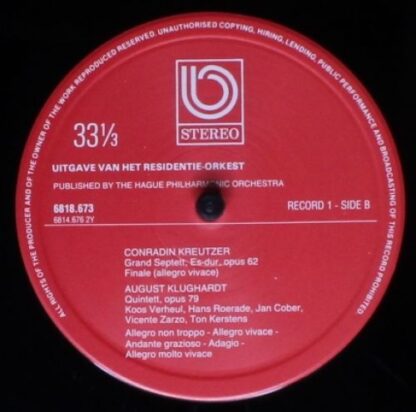 ALL RIGHTS OF THE PRODUCER AND OF THE OWNER OF THE WORK REPRODUCED RESERVED. UNAUTHORISED COPYING, HIRING, LENDING, PUBLIC PERFORMANCE AND BROADCASTING OF THIS RECORD PROHIBITED
b
STEREO
33⅓
UITGAVE VAN HET RESIDENTIE-ORKEST
PUBLISHED BY THE HAGUE PHILHARMONIC ORCHESTRA
6818.673
RECORD 1 - SIDE B
6814.676 2Y
CONRADIN KREUTZER
Grand Septett, Es-dur, opus 62
Finale (allegro vivace)
AUGUST KLUGHARDT
Quintett, opus 79
Koos Verheul, Hans Roerade, Jan Cober,
Vicente Zarzo, Ton Kerstens
Allegro non troppo - Allegro vivace -
Andante grazioso - Adagio -
Allegro molto vivace